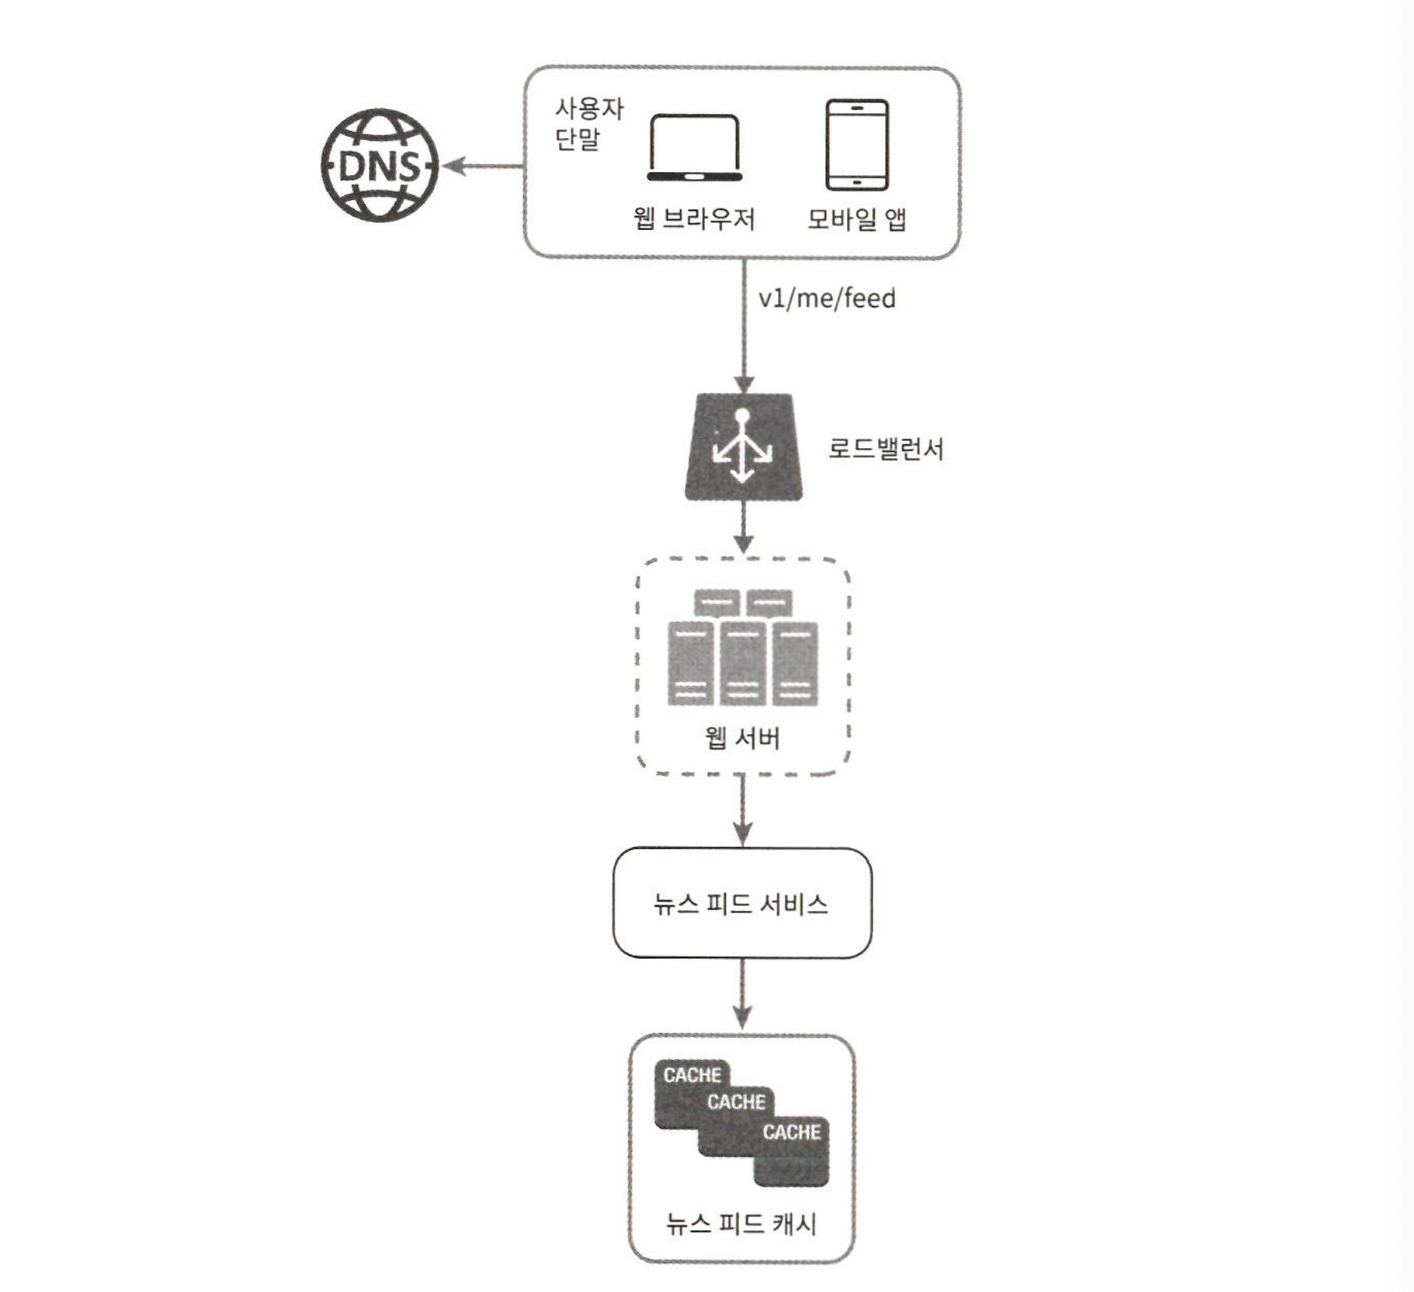 사용자
단말
DNS
웹 브라우저
모바일 앱
v1/me/feed
로드밸런서
웹 서버
뉴스 피드 서비스
CACHE
CACHE
CACHE
뉴스 피드 캐시